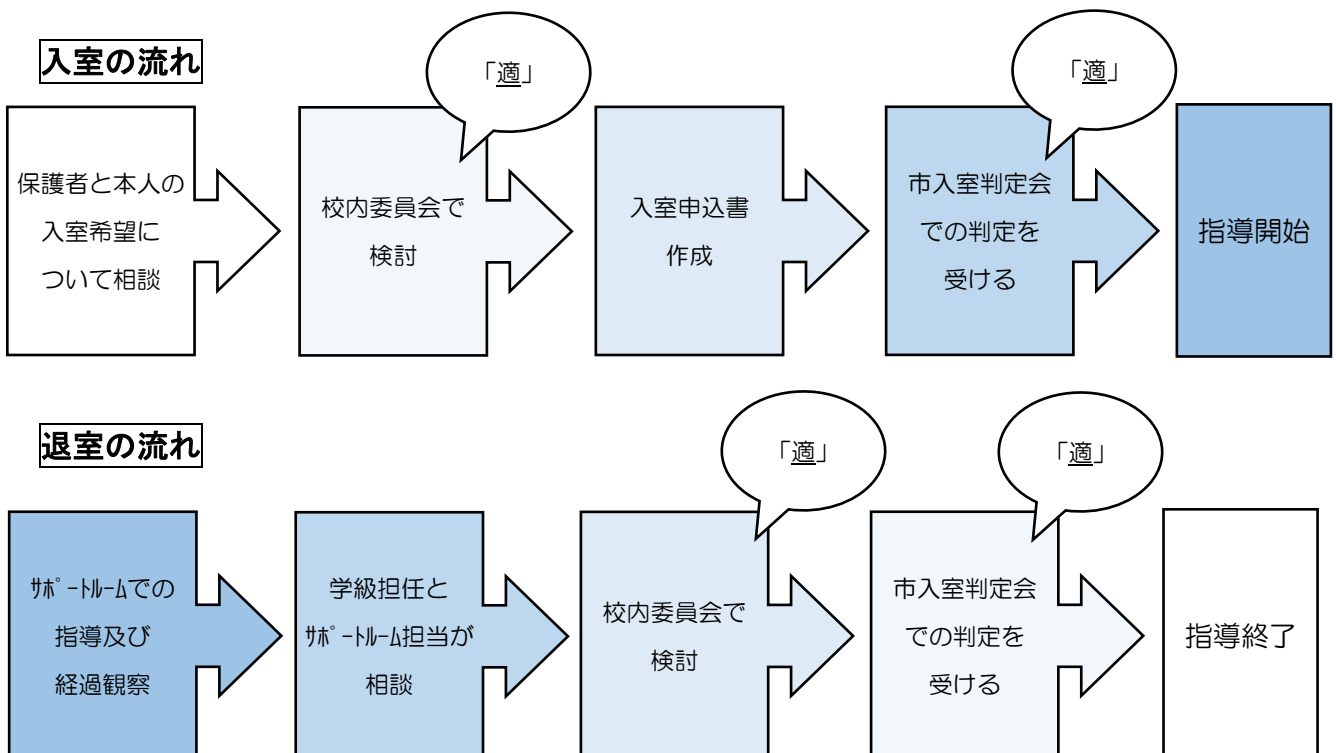 入室の流れ
「適」
「適」
保護者と本人の
入室希望に
ついて相談
校内委員会で
検討
入室申込書
作成
市入室判定会
での判定を
受ける
指導開始
退室の流れ
「適」
「適」
ｻﾎﾟｰﾄﾙｰﾑでの
指導及び
経過観察
学級担任と
ｻﾎﾟｰﾄﾙｰﾑ担当が
相談
校内委員会で
検討
市入室判定会
での判定を
受ける
指導終了